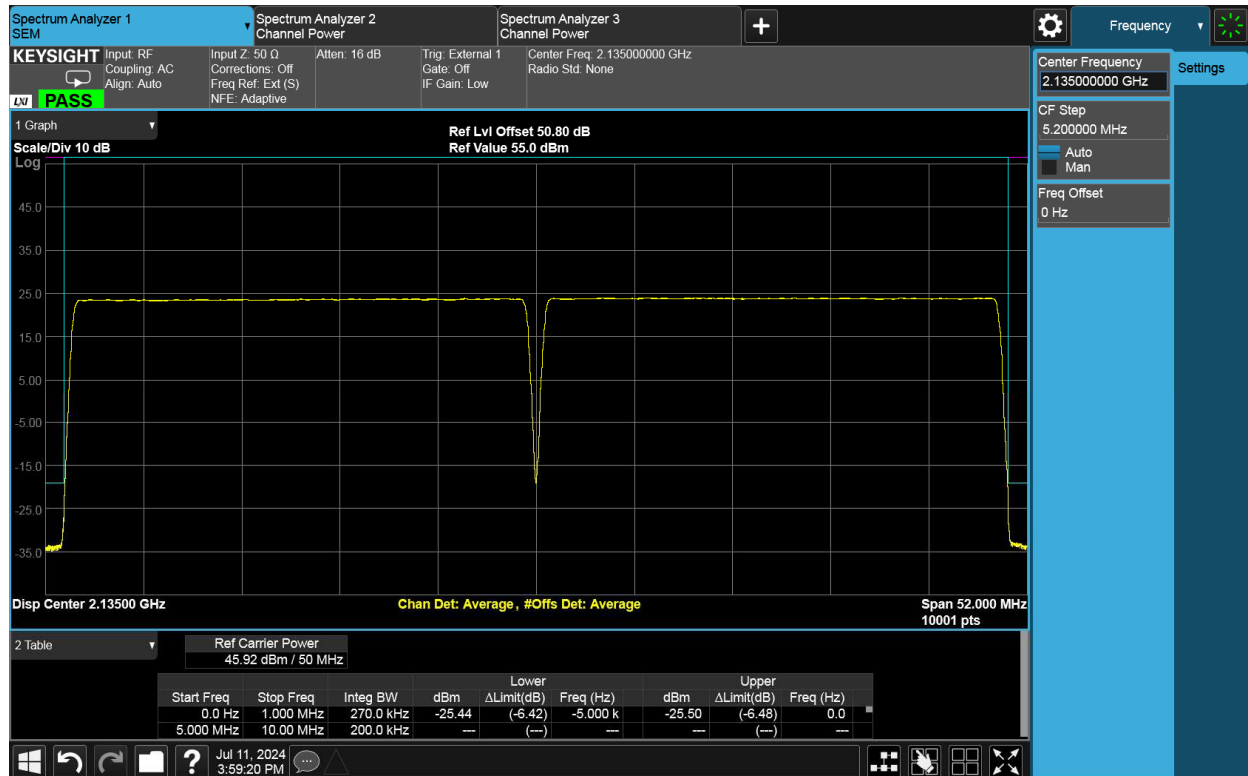 Spectrum Analyzer 1
SEM
Spectrum Analyzer 2
Channel Power
Spectrum Analyzer 3
Channel Power
Frequency
KEYSIGHT
Input: RF
Coupling: AC
Align: Auto
LXI
PASS
Input Z: 50 Ω
Corrections: Off
Freq Ref: Ext (S)
NFE: Adaptive
Atten: 16 dB
Trig: External 1
Gate: Off
IF Gain: Low
Center Freq: 2.135000000 GHz
Radio Std: None
Center Frequency
2.135000000 GHz
Settings
CF Step
5.200000 MHz
Auto
Man
Freq Offset
0 Hz
1 Graph
Scale/Div 10 dB
Ref Lvl Offset 50.80 dB
Ref Value 55.0 dBm
Log
45.0
35.0
25.0
15.0
5.00
-5.00
-15.0
-25.0
-35.0
Disp Center 2.13500 GHz
Chan Det: Average, #Offs Det: Average
Span 52.000 MHz
10001 pts
2 Table
Ref Carrier Power
45.92 dBm / 50 MHz
Lower Upper
Start Freq Stop Freq Integ BW dBm ΔLimit(dB) Freq (Hz) dBm ΔLimit(dB) Freq (Hz)
0.0 Hz 1.000 MHz 270.0 kHz -25.44 (-6.42) -5.000 k -25.50 (-6.48) 0.0
5.000 MHz 10.00 MHz 200.0 kHz --- (---) --- --- (---) ---
?
Jul 11, 2024
3:59:20 PM